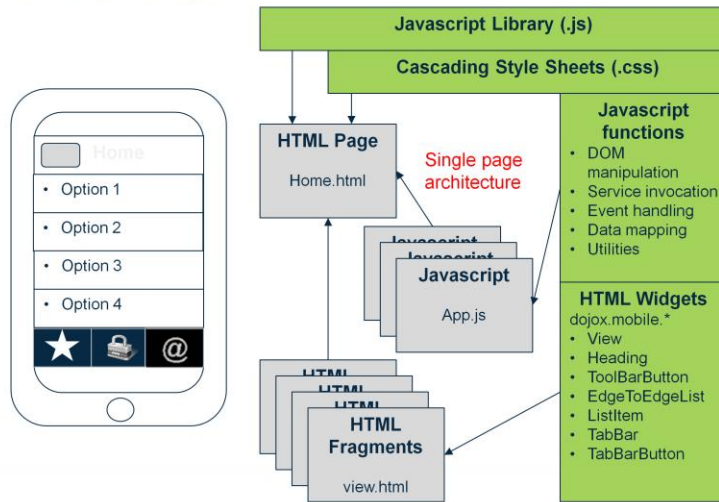 Javascript Library (.js)
Cascading Style Sheets (.css)
Home
• Option 1
• Option 2
• Option 3
• Option 4
@
HTML Page
Home.html
Single page
architecture
Javascript
Javascript
Javascript
App.js
HTML
HTML
HTML
HTML
Fragments
view.html
Javascript
functions
• DOM
manipulation
• Service invocation
• Event handling
• Data mapping
• Utilities
HTML Widgets
dojox.mobile.*
• View
• Heading
• ToolBarButton
• EdgeToEdgeList
• ListItem
• TabBar
• TabBarButton